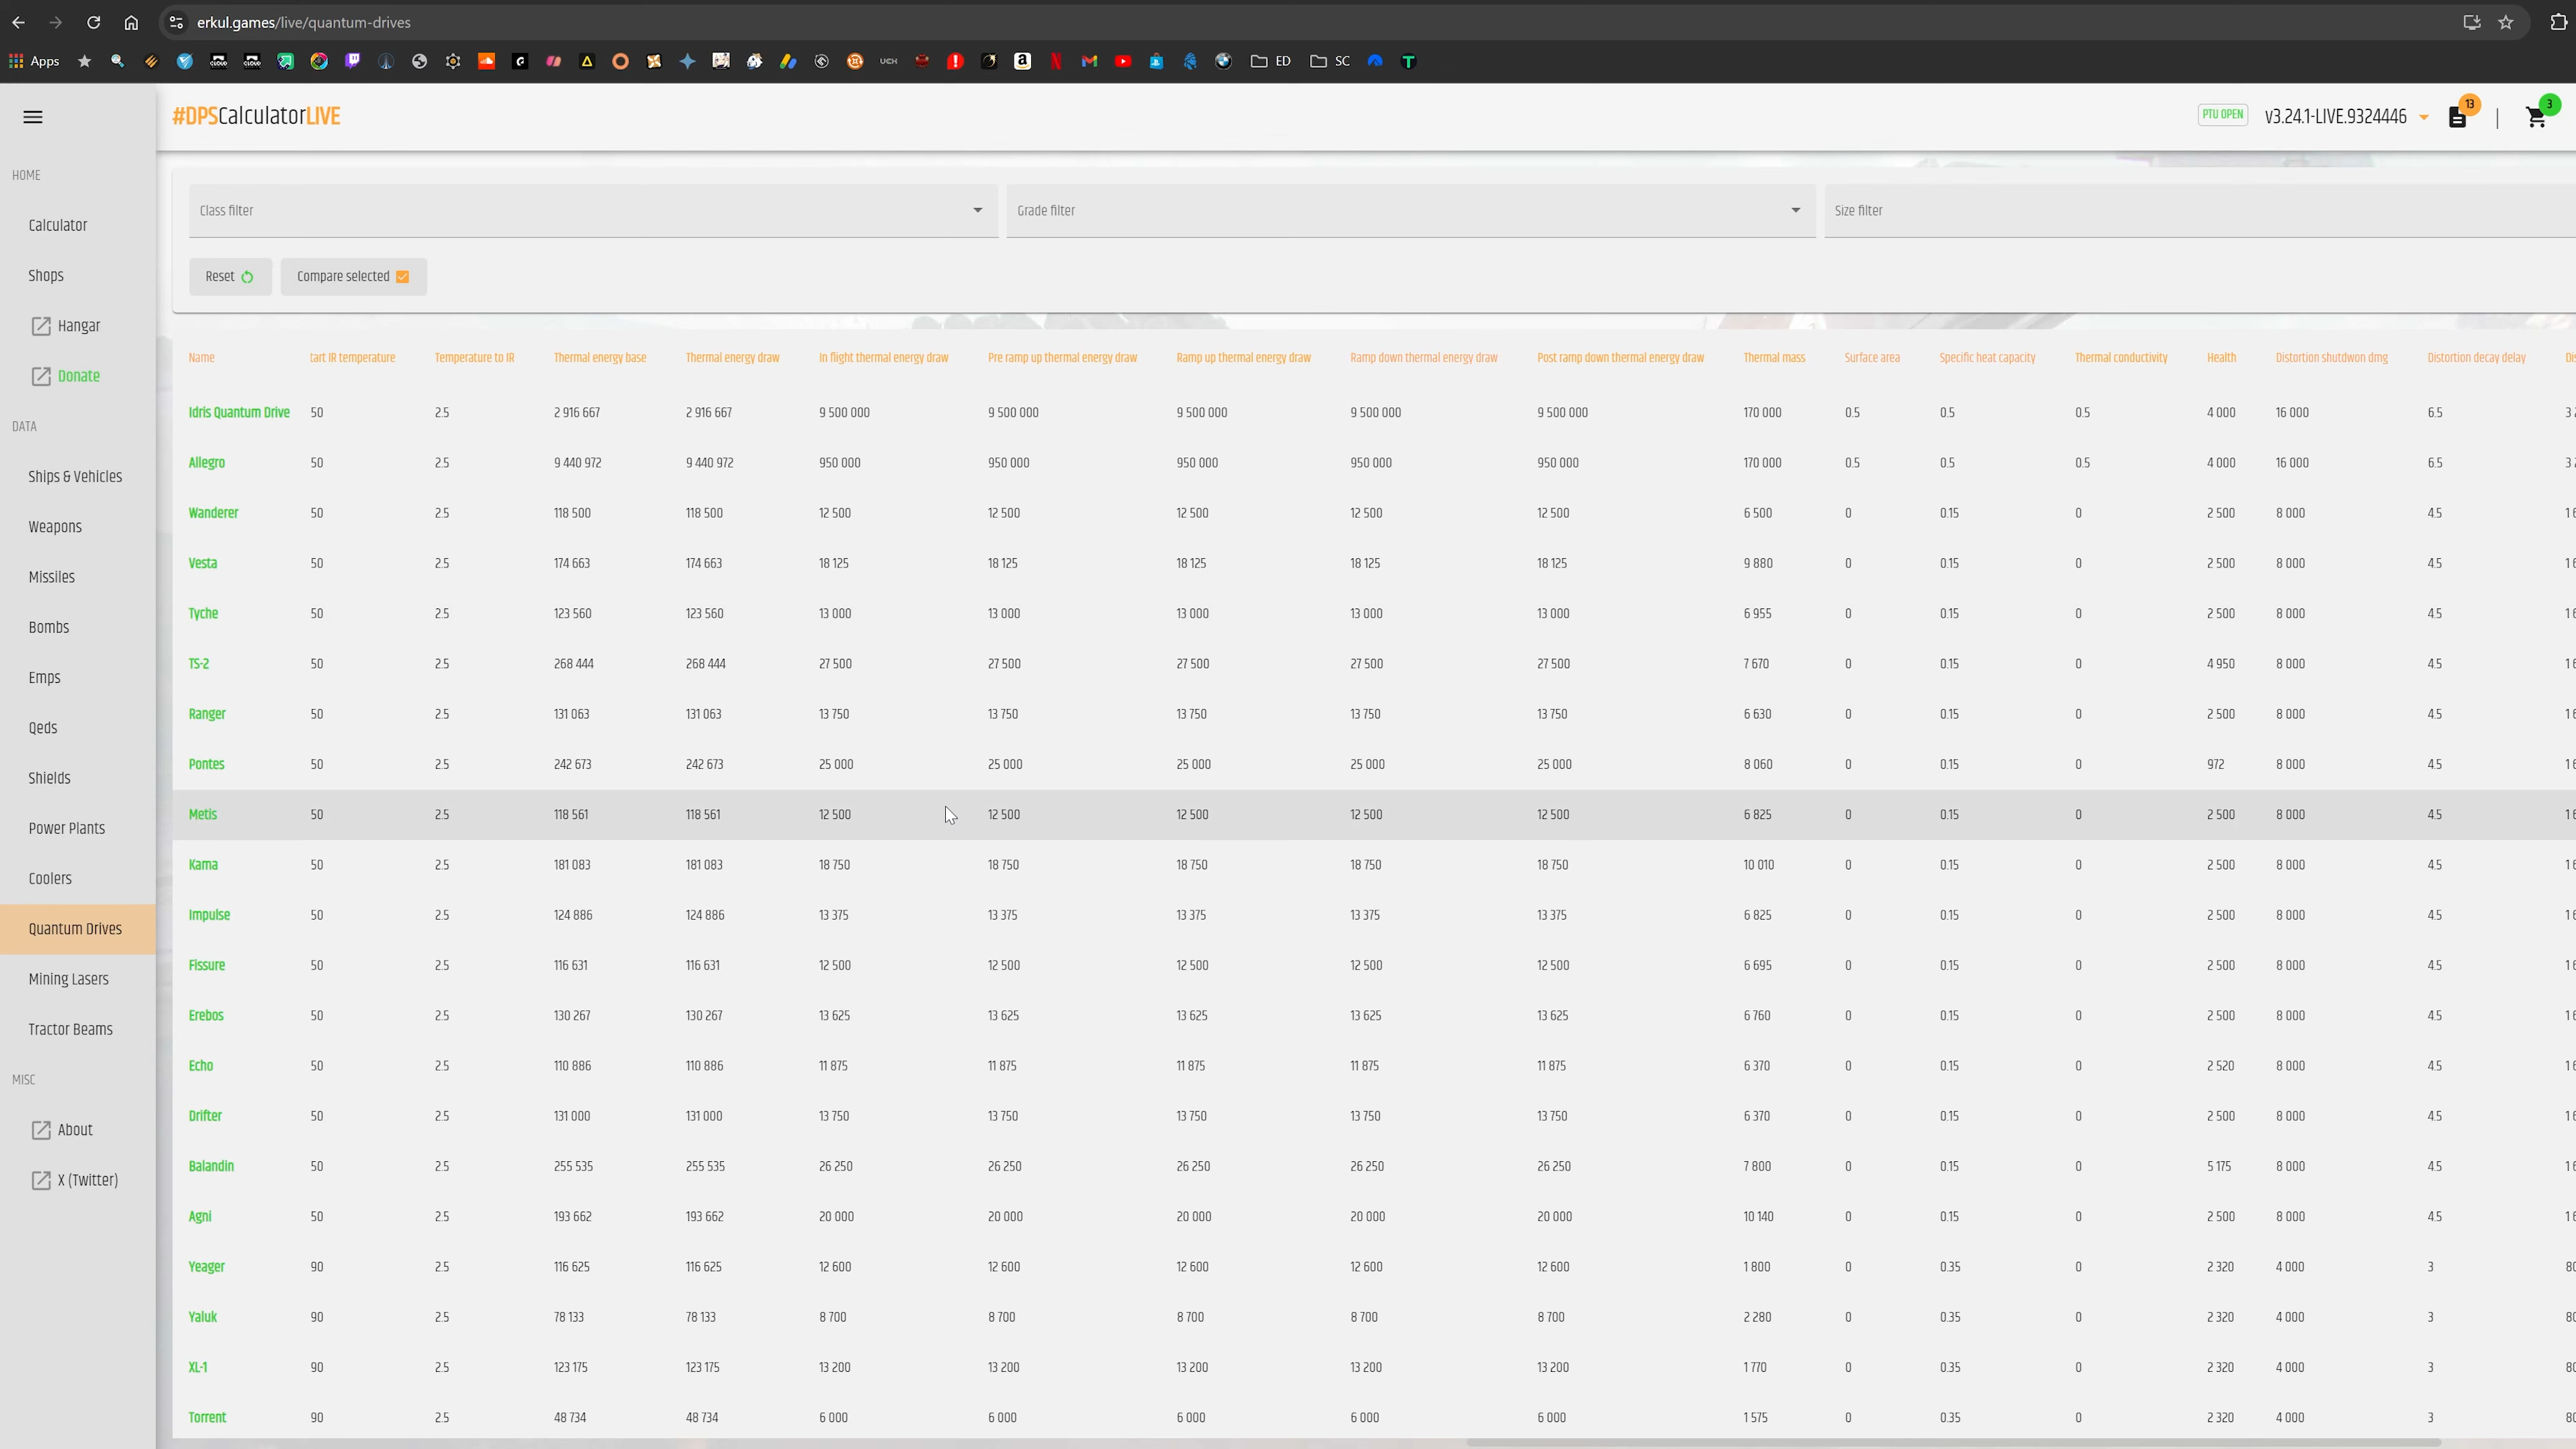 erkul.games/live/quantum-drives
Apps UCH ED SC
#DPSCalculatorLIVE
PTU OPEN v3.24.1-LIVE.9324446 13 | 3
HOME
Calculator
Shops
Hangar
Donate
DATA
Ships & Vehicles
Weapons
Missiles
Bombs
Emps
Qeds
Shields
Power Plants
Coolers
Quantum Drives
Mining Lasers
Tractor Beams
MISC
About
X (Twitter)
Class filter Grade filter Size filter
Reset Compare selected
Name tart IR temperature Temperature to IR Thermal energy base Thermal energy draw In flight thermal energy draw Pre ramp up thermal energy draw Ramp up thermal energy draw Ramp down thermal energy draw Post ramp down thermal energy draw Thermal mass Surface area Specific heat capacity Thermal conductivity Health Distortion shutdwon dmg Distortion decay delay
Idris Quantum Drive 50 2.5 2 916 667 2 916 667 9 500 000 9 500 000 9 500 000 9 500 000 9 500 000 170 000 0.5 0.5 0.5 4 000 16 000 6.5
Allegro 50 2.5 9 440 972 9 440 972 950 000 950 000 950 000 950 000 950 000 170 000 0.5 0.5 0.5 4 000 16 000 6.5
Wanderer 50 2.5 118 500 118 500 12 500 12 500 12 500 12 500 12 500 6 500 0 0.15 0 2 500 8 000 4.5
Vesta 50 2.5 174 663 174 663 18 125 18 125 18 125 18 125 18 125 9 880 0 0.15 0 2 500 8 000 4.5
Tyche 50 2.5 123 560 123 560 13 000 13 000 13 000 13 000 13 000 6 955 0 0.15 0 2 500 8 000 4.5
TS-2 50 2.5 268 444 268 444 27 500 27 500 27 500 27 500 27 500 7 670 0 0.15 0 4 950 8 000 4.5
Ranger 50 2.5 131 063 131 063 13 750 13 750 13 750 13 750 13 750 6 630 0 0.15 0 2 500 8 000 4.5
Pontes 50 2.5 242 673 242 673 25 000 25 000 25 000 25 000 25 000 8 060 0 0.15 0 972 8 000 4.5
Metis 50 2.5 118 561 118 561 12 500 12 500 12 500 12 500 12 500 6 825 0 0.15 0 2 500 8 000 4.5
Kama 50 2.5 181 083 181 083 18 750 18 750 18 750 18 750 18 750 10 010 0 0.15 0 2 500 8 000 4.5
Impulse 50 2.5 124 886 124 886 13 375 13 375 13 375 13 375 13 375 6 825 0 0.15 0 2 500 8 000 4.5
Fissure 50 2.5 116 631 116 631 12 500 12 500 12 500 12 500 12 500 6 695 0 0.15 0 2 500 8 000 4.5
Erebos 50 2.5 130 267 130 267 13 625 13 625 13 625 13 625 13 625 6 760 0 0.15 0 2 500 8 000 4.5
Echo 50 2.5 110 886 110 886 11 875 11 875 11 875 11 875 11 875 6 370 0 0.15 0 2 520 8 000 4.5
Drifter 50 2.5 131 000 131 000 13 750 13 750 13 750 13 750 13 750 6 370 0 0.15 0 2 500 8 000 4.5
Balandin 50 2.5 255 535 255 535 26 250 26 250 26 250 26 250 26 250 7 800 0 0.15 0 5 175 8 000 4.5
Agni 50 2.5 193 662 193 662 20 000 20 000 20 000 20 000 20 000 10 140 0 0.15 0 2 500 8 000 4.5
Yeager 90 2.5 116 625 116 625 12 600 12 600 12 600 12 600 12 600 1 800 0 0.35 0 2 320 4 000 3
Yaluk 90 2.5 78 133 78 133 8 700 8 700 8 700 8 700 8 700 2 280 0 0.35 0 2 320 4 000 3
XL-1 90 2.5 123 175 123 175 13 200 13 200 13 200 13 200 13 200 1 770 0 0.35 0 2 320 4 000 3
Torrent 90 2.5 48 734 48 734 6 000 6 000 6 000 6 000 6 000 1 575 0 0.35 0 2 320 4 000 3